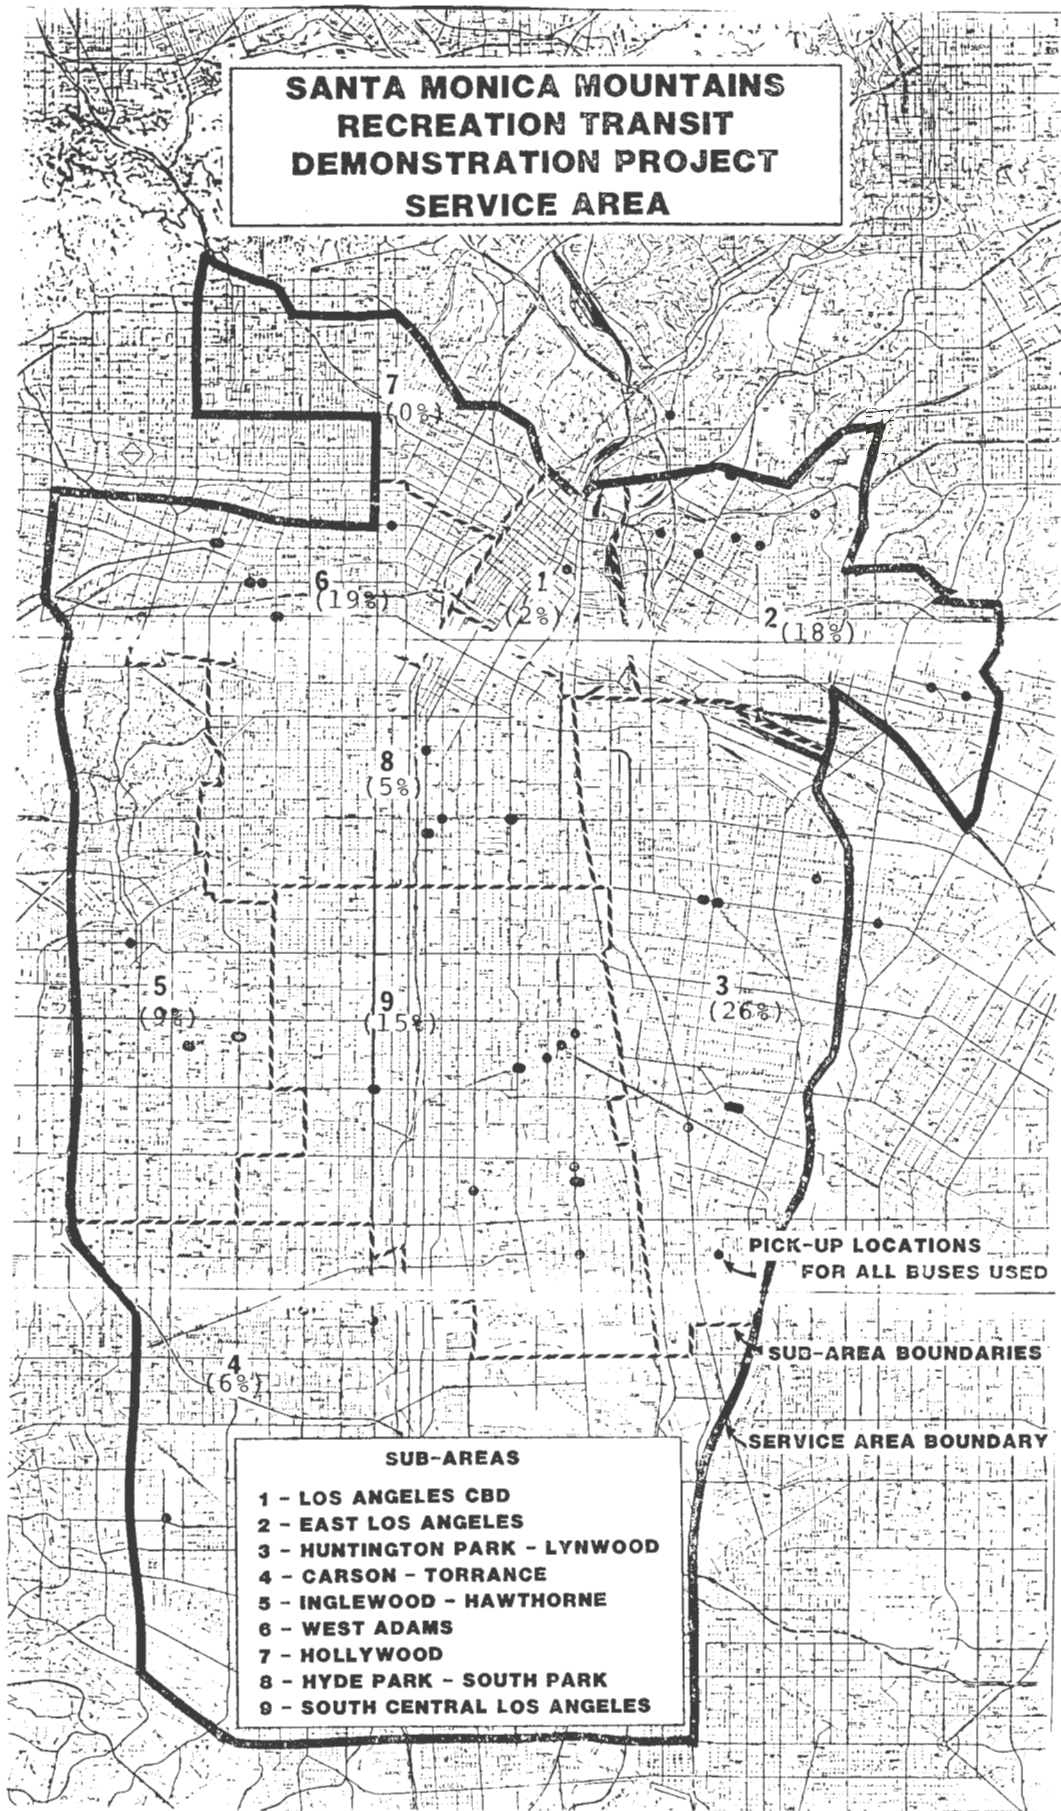 SANTA MONICA MOUNTAINS
RECREATION TRANSIT
DEMONSTRATION PROJECT
SERVICE AREA
7
(0%)
6
(19%)
1
(2%)
2
(18%)
8
(5%)
5
(9%)
9
(15%)
3
(26%)
PICK-UP LOCATIONS
FOR ALL BUSES USED
SUB-AREA BOUNDARIES
4
(6%)
SERVICE AREA BOUNDARY
SUB-AREAS
1 - LOS ANGELES CBD
2 - EAST LOS ANGELES
3 - HUNTINGTON PARK - LYNWOOD
4 - CARSON - TORRANCE
5 - INGLEWOOD - HAWTHORNE
6 - WEST ADAMS
7 - HOLLYWOOD
8 - HYDE PARK - SOUTH PARK
9 - SOUTH CENTRAL LOS ANGELES